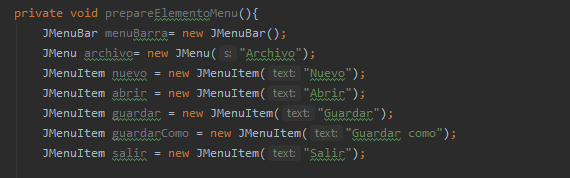 private void prepareElementoMenu(){
JMenuBar menuBarra= new JMenuBar();
JMenu archivo= new JMenu( s: "Archivo");
JMenuItem nuevo = new JMenuItem( text: "Nuevo");
JMenuItem abrir = new JMenuItem( text: "Abrir");
JMenuItem guardar = new JMenuItem( text: "Guardar");
JMenuItem guardarComo = new JMenuItem( text: "Guardar como");
JMenuItem salir = new JMenuItem( text: "Salir");